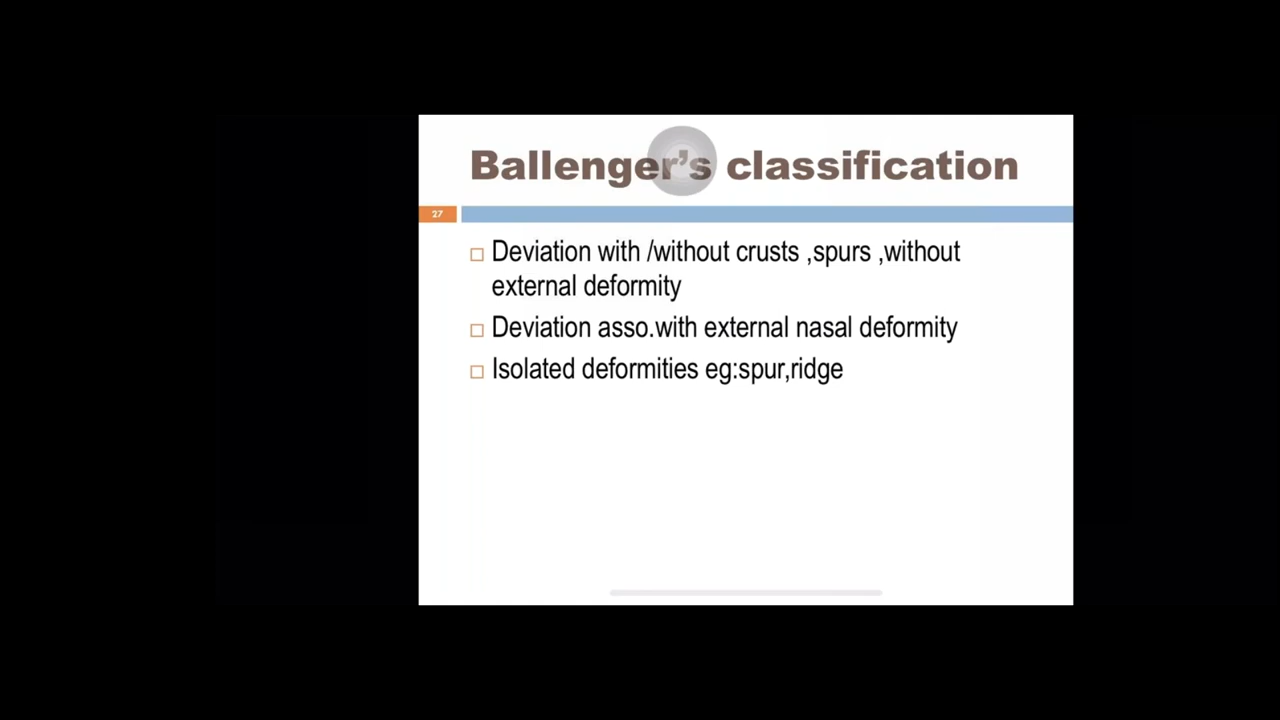 Ballenger's classification
27
Deviation with /without crusts ,spurs ,without
external deformity
Deviation asso.with external nasal deformity
Isolated deformities eg:spur,ridge